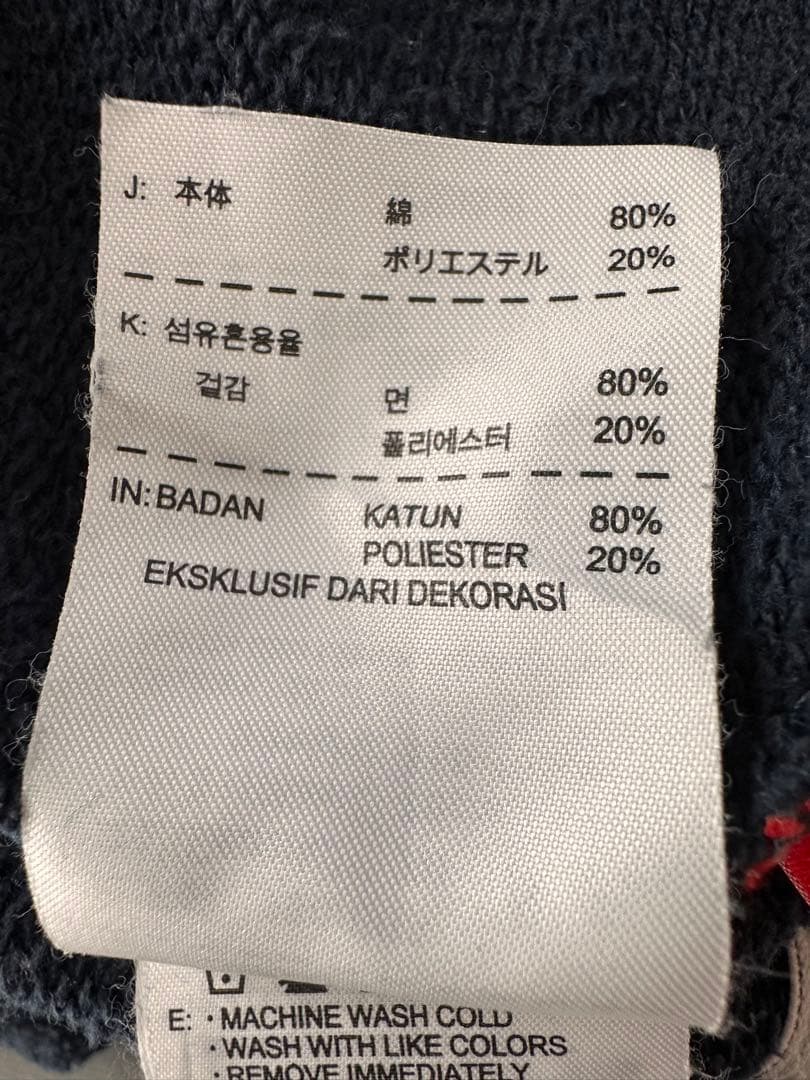 J: 本体 綿 80%
ポリエステル 20%
K: 섬유혼용율
겉감 면 80%
폴리에스터 20%
IN: BADAN KATUN 80%
POLIESTER 20%
EKSKLUSIF DARI DEKORASI
E: · MACHINE WASH COLD
· WASH WITH LIKE COLORS
· REMOVE IMMEDIATELY